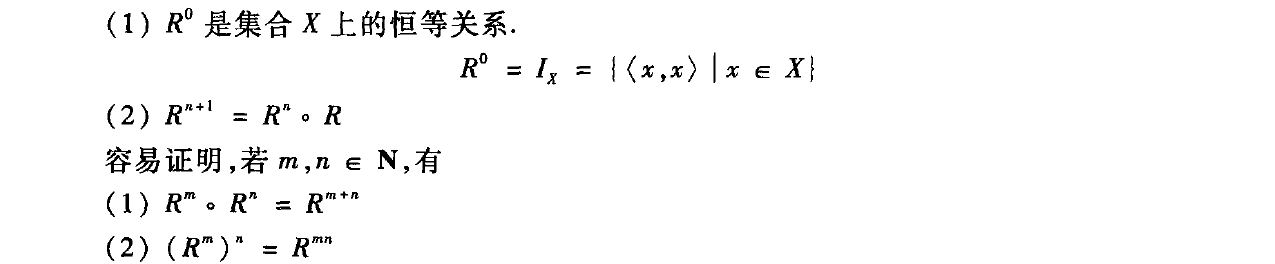 (1) R⁰ 是集合 X 上的恒等关系.
R⁰ = I_X = {⟨x,x⟩ | x ∈ X}
(2) Rⁿ⁺¹ = Rⁿ ∘ R
容易证明,若 m,n ∈ N,有
(1) Rᵐ ∘ Rⁿ = Rᵐ⁺ⁿ
(2) (Rᵐ)ⁿ = Rᵐⁿ